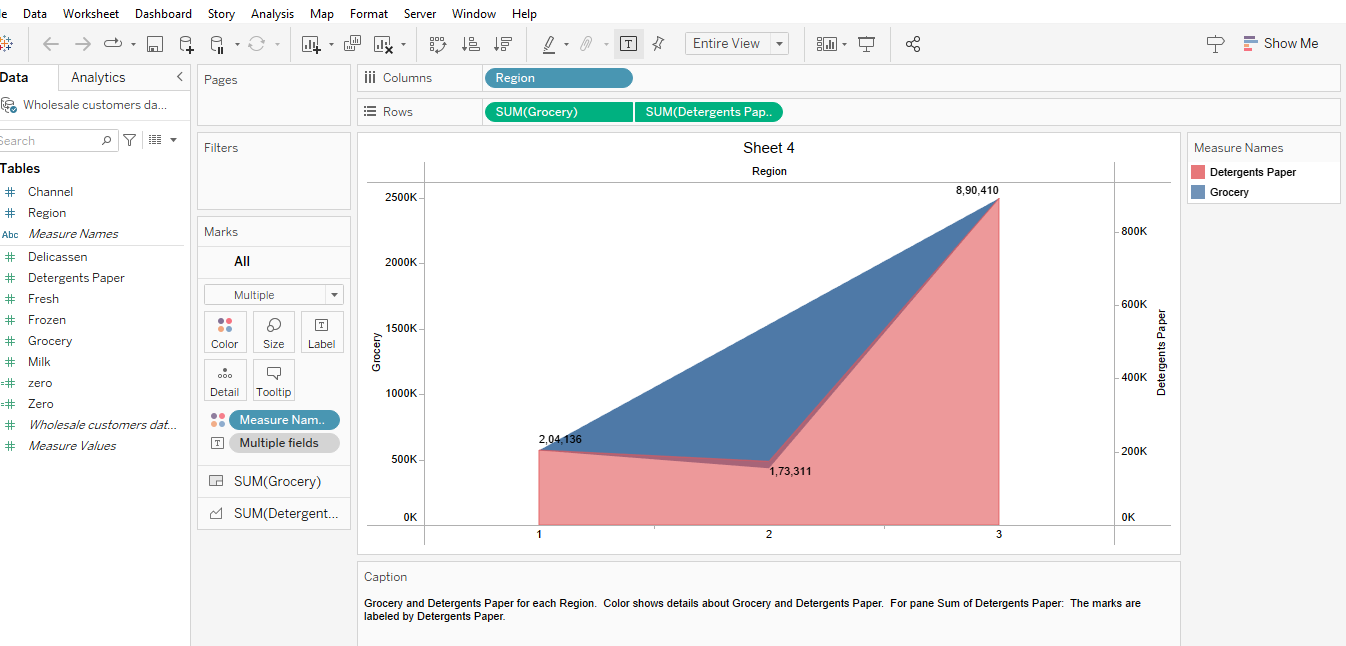 Data Worksheet Dashboard Story Analysis Map Format Server Window Help
Entire View
Show Me
Data Analytics
Wholesale customers da...
Search
Tables
Channel
Region
Abc Measure Names
Delicassen
Detergents Paper
Fresh
Frozen
Grocery
Milk
zero
Zero
Wholesale customers dat...
Measure Values
Pages
Filters
Marks
All
Multiple
Color Size Label
Detail Tooltip
Measure Nam..
Multiple fields
SUM(Grocery)
SUM(Detergent...
Columns Region
Rows SUM(Grocery) SUM(Detergents Pap..
Sheet 4
Region
2500K
2000K
1500K
1000K
500K
0K
Grocery
8,90,410
2,04,136
1,73,311
1 2 3
800K
600K
400K
200K
0K
Detergents Paper
Caption
Grocery and Detergents Paper for each Region. Color shows details about Grocery and Detergents Paper. For pane Sum of Detergents Paper: The marks are
labeled by Detergents Paper.
Measure Names
Detergents Paper
Grocery